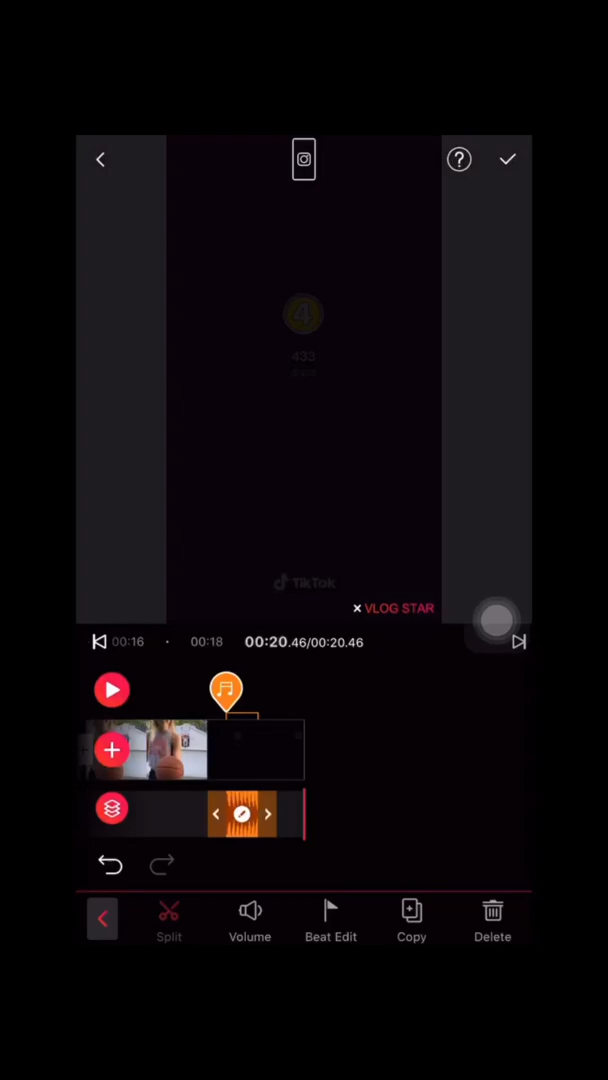 ?
4
433
TikTok
× VLOG STAR
00:16 · 00:18 00:20.46/00:20.46
Split Volume Beat Edit Copy Delete